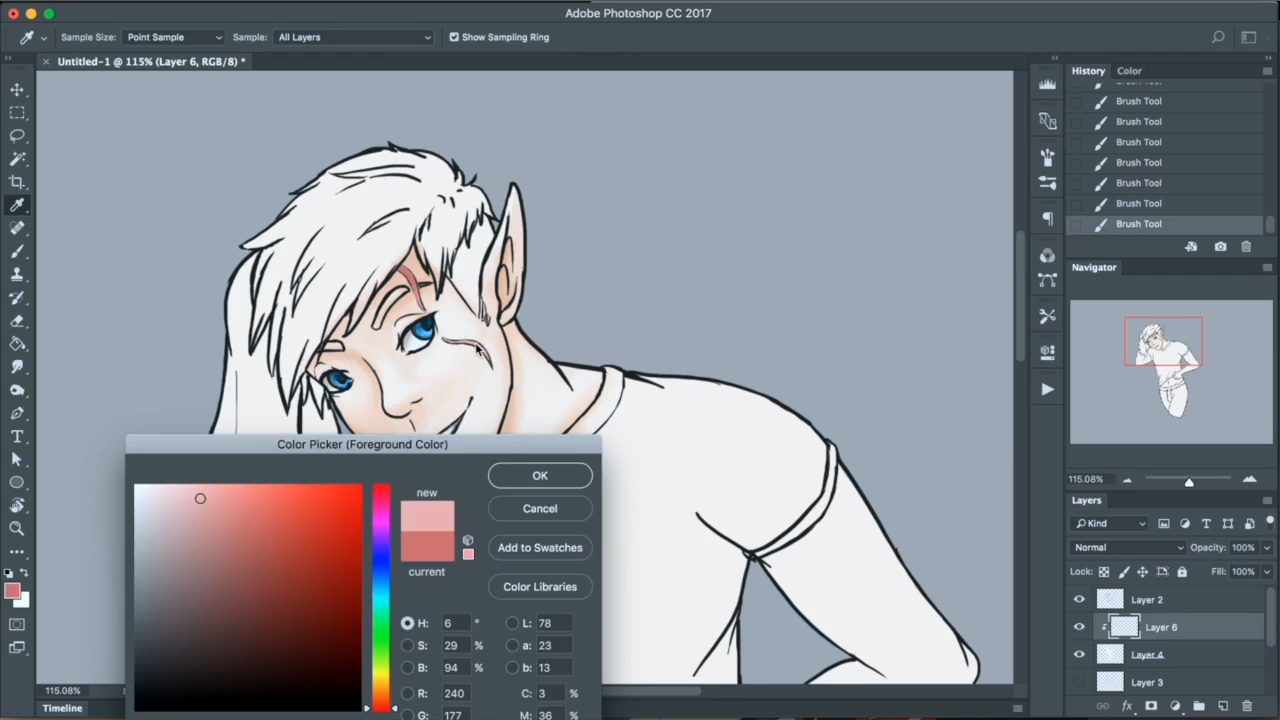 Adobe Photoshop CC 2017
Sample Size: Point Sample Sample: All Layers Show Sampling Ring
Untitled-1 @ 115% (Layer 6, RGB/8) *
History Color
Brush Tool
Brush Tool
Brush Tool
Brush Tool
Brush Tool
Brush Tool
Brush Tool
Navigator
115.08%
Layers
Kind
Normal Opacity: 100%
Lock: Fill: 100%
Layer 2
Layer 6
Layer 4
Layer 3
Color Picker (Foreground Color)
new
current
OK
Cancel
Add to Swatches
Color Libraries
H: 6 ° L: 78
S: 29 % a: 23
B: 94 % b: 13
R: 240 C: 3 %
G: 177 M: 36 %
115.08%
Timeline